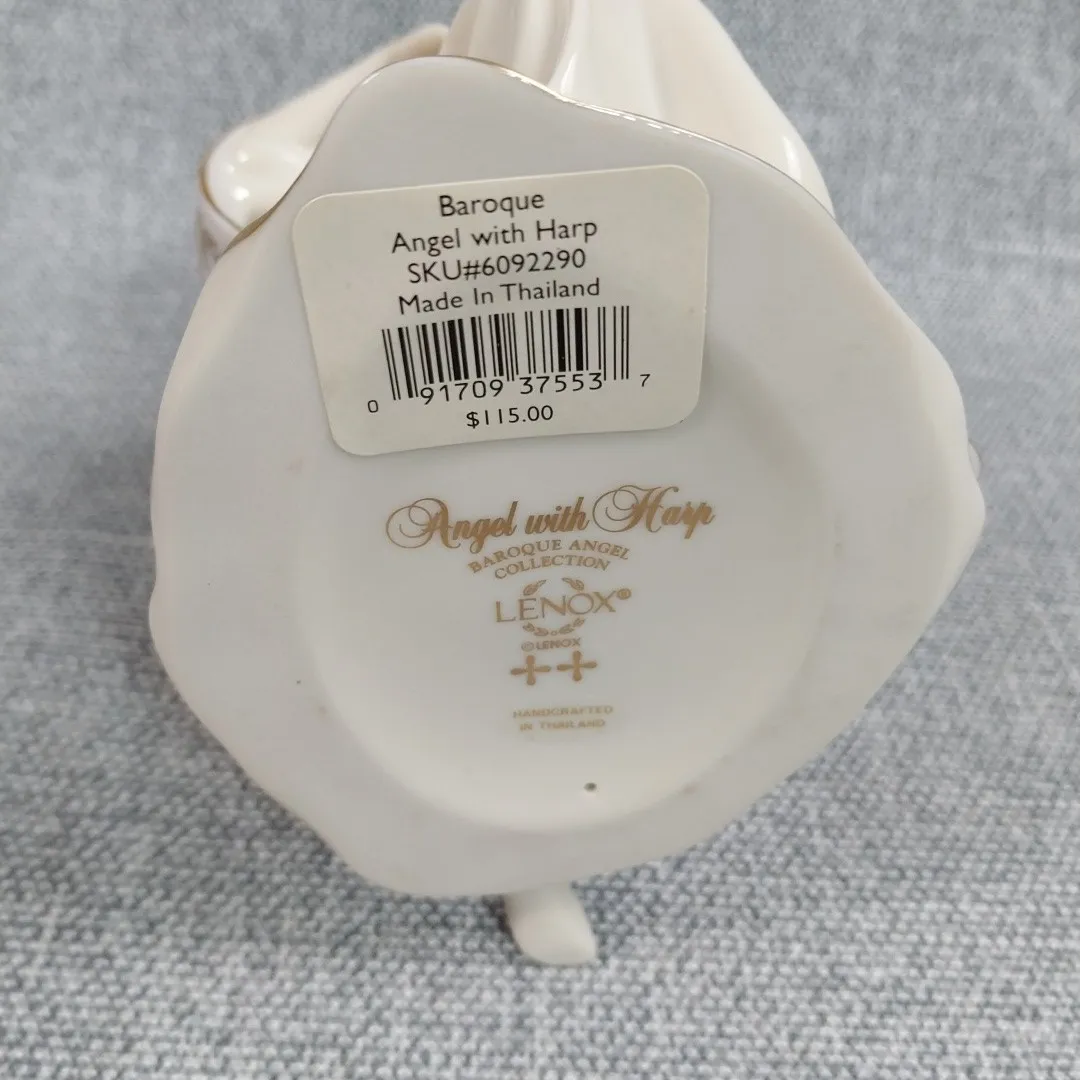 Baroque
Angel with Harp
SKU#6092290
Made In Thailand
0 91709 37553 7
$115.00
Angel with Harp
BAROQUE ANGEL
COLLECTION
LENOX®
©LENOX
HANDCRAFTED
IN THAILAND